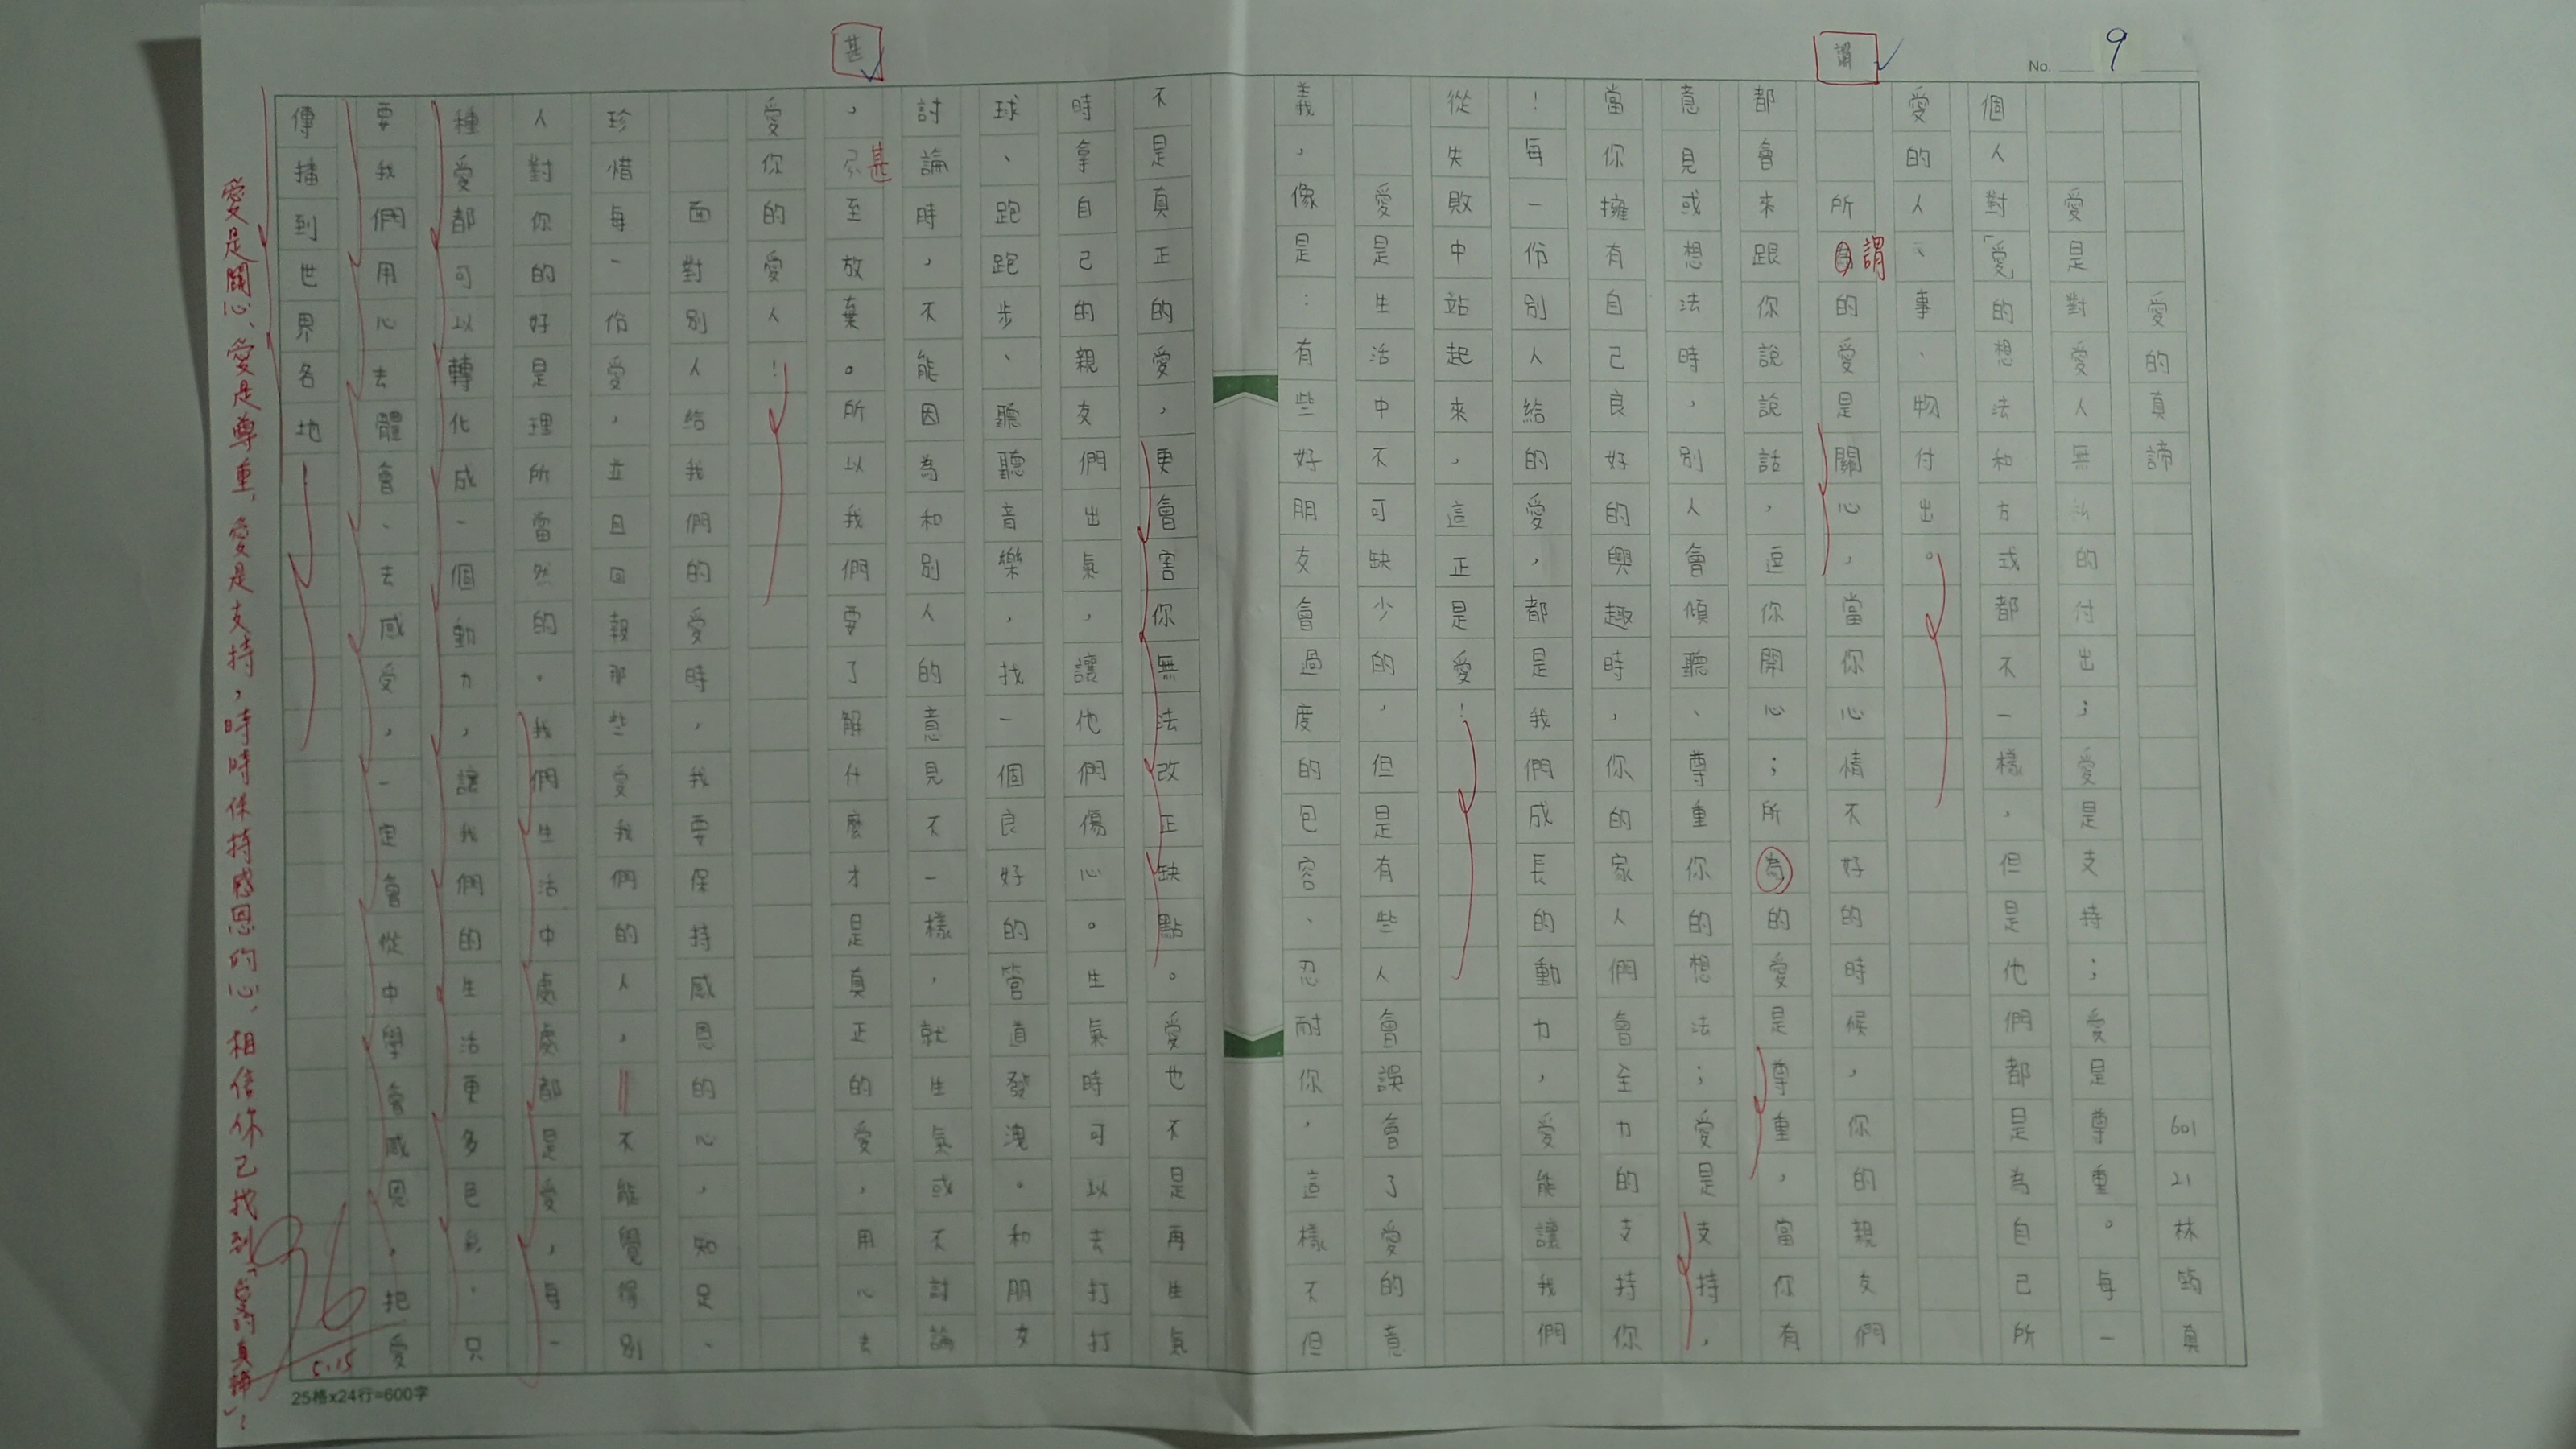 No. 9
謂
甚
愛的真諦 601 21 林筠真
愛是對愛人無私的付出；愛是支持；愛是尊重。每一
個人對「愛」的想法和方式都不一樣，但是他們都是為自己所
愛的人、事、物付出。
所謂的愛是關心，當你心情不好的時候，你的親友們
都會來跟你說說話，逗你開心；所為的愛是尊重，當你有
意見或想法時，別人會傾聽、尊重你的想法；愛是支持，
當你擁有自己良好的興趣時，你的家人們會全力的支持你
！每一份別人給的愛，都是我們成長的動力，愛能讓我們
從失敗中站起來，這正是愛！
愛是生活中不可缺少的，但是有些人會誤會了愛的意
義，像是：有些好朋友會過度的包容、忍耐你，這樣不但
不是真正的愛，更會害你無法改正缺點。愛也不是再生氣
時拿自己的親友們出氣，讓他們傷心。生氣時可以去打打
球、跑跑步、聽聽音樂，找一個良好的管道發洩。和朋友
討論時，不能因為和別人的意見不一樣，就生氣或不討論
，甚至放棄。所以我們要了解什麼才是真正的愛，用心去
愛你的愛人！
面對別人給我們的愛時，我要保持感恩的心，知足、
珍惜每一份愛，並且回報那些愛我們的人，不能覺得別
人對你的好是理所當然的。我們生活中處處都是愛，每一
種愛都可以轉化成一個動力，讓我們的生活更多色彩。只
要我們用心去體會、去感受，一定會從中學會感恩，把愛
傳播到世界各地！
愛是關心、愛是尊重、愛是支持，時時保持感恩的心，相信你已找到「愛的真諦」！
96
5.15
25格x24行=600字